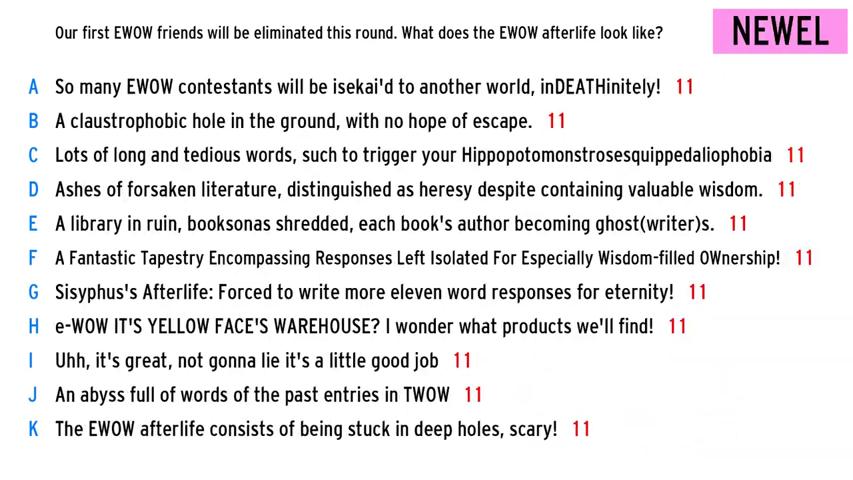 Our first EWOW friends will be eliminated this round. What does the EWOW afterlife look like?
NEWEL
A So many EWOW contestants will be isekai'd to another world, inDEATHinitely! 11
B A claustrophobic hole in the ground, with no hope of escape. 11
C Lots of long and tedious words, such to trigger your Hippopotomonstrosesquippedaliophobia 11
D Ashes of forsaken literature, distinguished as heresy despite containing valuable wisdom. 11
E A library in ruin, booksonas shredded, each book's author becoming ghost(writer)s. 11
F A Fantastic Tapestry Encompassing Responses Left Isolated For Especially Wisdom-filled OWnership! 11
G Sisyphus's Afterlife: Forced to write more eleven word responses for eternity! 11
H e-WOW IT'S YELLOW FACE'S WAREHOUSE? I wonder what products we'll find! 11
I Uhh, it's great, not gonna lie it's a little good job 11
J An abyss full of words of the past entries in TWOW 11
K The EWOW afterlife consists of being stuck in deep holes, scary! 11